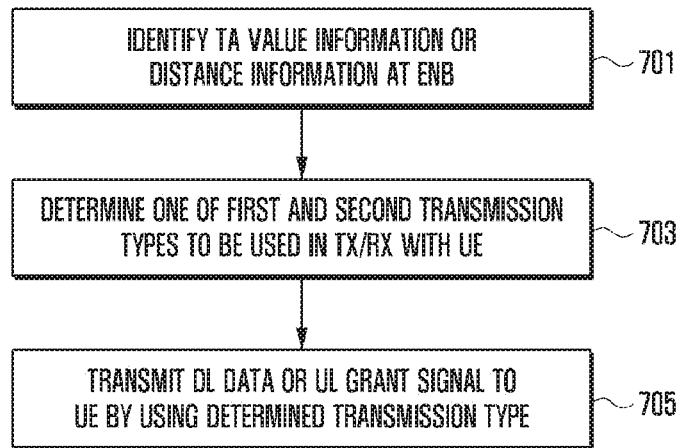 IDENTIFY TA VALUE INFORMATION OR
DISTANCE INFORMATION AT ENB
701
DETERMINE ONE OF FIRST AND SECOND TRANSMISSION
TYPES TO BE USED IN TX/RX WITH UE
703
TRANSMIT DL DATA OR UL GRANT SIGNAL TO
UE BY USING DETERMINED TRANSMISSION TYPE
705